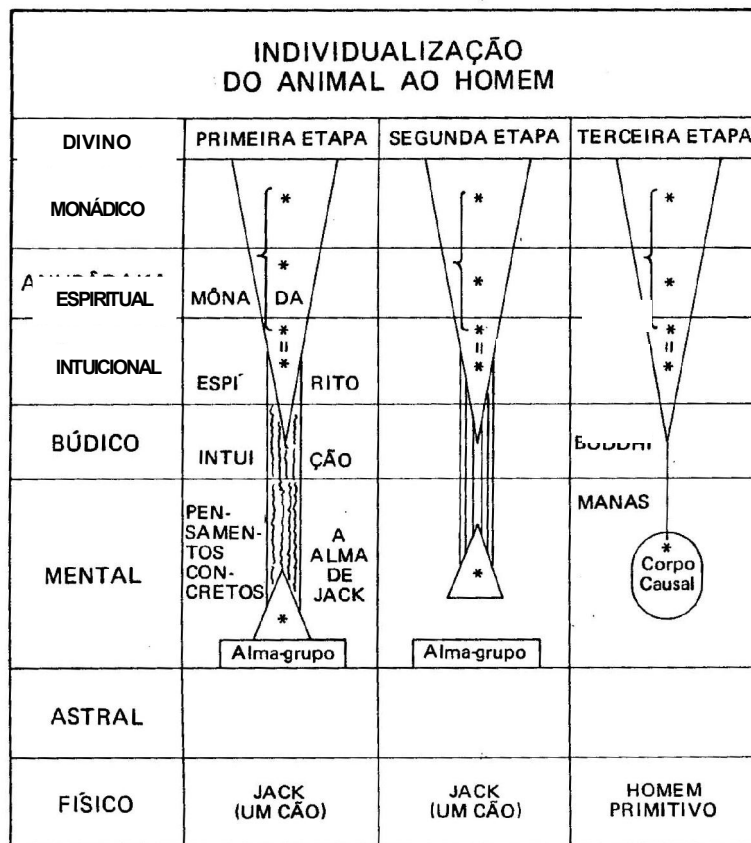 INDIVIDUALIZAÇÃO
DO ANIMAL AO HOMEM
DIVINO
PRIMEIRA ETAPA
SEGUNDA ETAPA
TERCEIRA ETAPA
MONÁDICO
*
*
*
ESPIRITUAL
MÔNA
*
DA
*
*
*
*
*
INTUICIONAL
ESPÍ
=
*
RITO
=
*
=
*
BÚDICO
INTUI
ÇÃO
MENTAL
PEN-
SAMEN-
TOS
CON-
CRETOS
A
ALMA
DE
JACK
*
Alma-grupo
*
Alma-grupo
MANAS
*
Corpo
Causal
ASTRAL
FÍSICO
JACK
(UM CÃO)
JACK
(UM CÃO)
HOMEM
PRIMITIVO